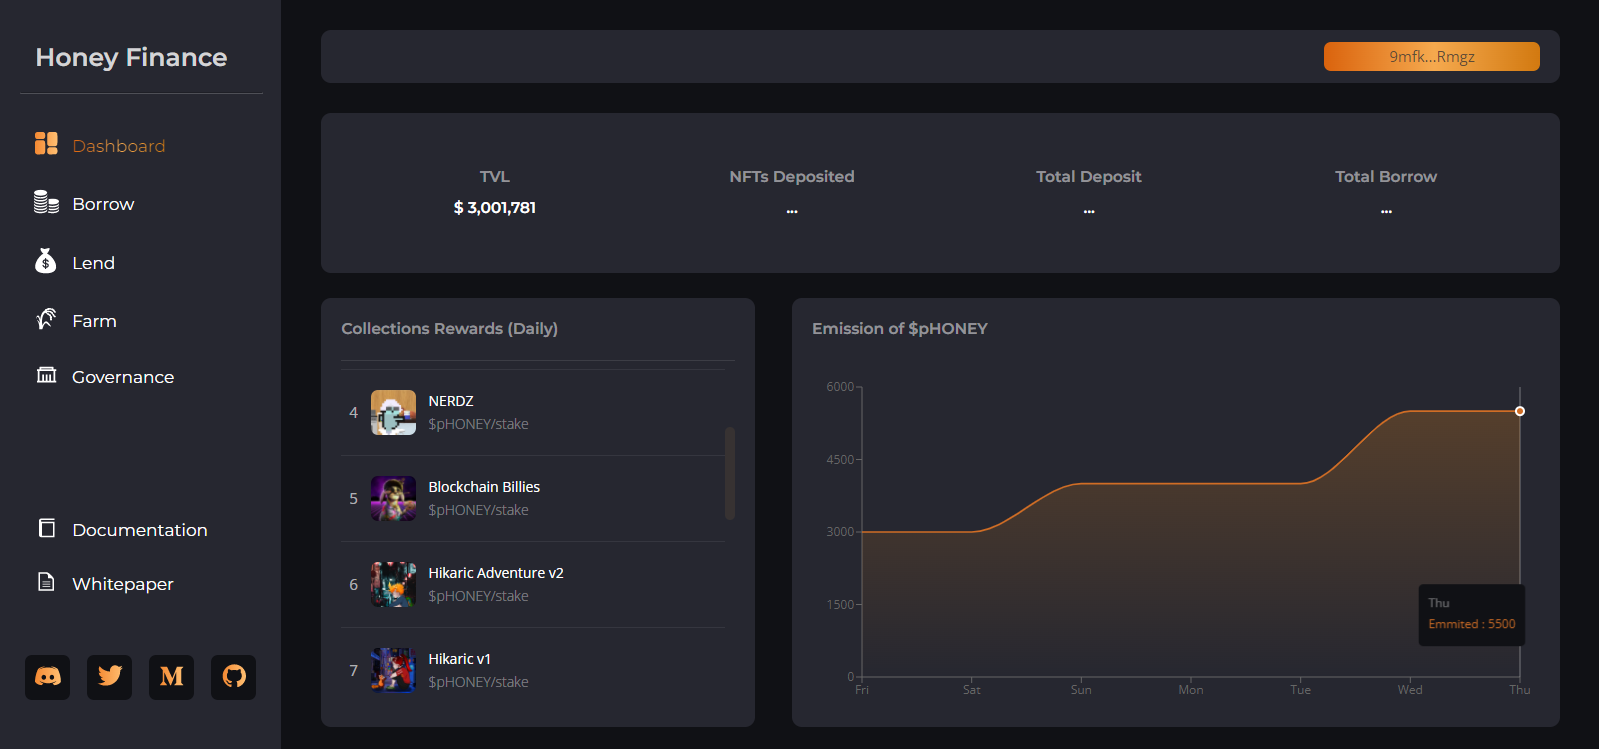 Honey Finance
Dashboard
Borrow
Lend
Farm
Governance
Documentation
Whitepaper
9mfk...Rmgz
TVL
$ 3,001,781
NFTs Deposited
...
Total Deposit
...
Total Borrow
...
Collections Rewards (Daily)
4
NERDZ
$pHONEY/stake
5
Blockchain Billies
$pHONEY/stake
6
Hikaric Adventure v2
$pHONEY/stake
7
Hikaric v1
$pHONEY/stake
Emission of $pHONEY
6000
4500
3000
1500
0
Fri Sat Sun Mon Tue Wed Thu
Thu
Emmited : 5500